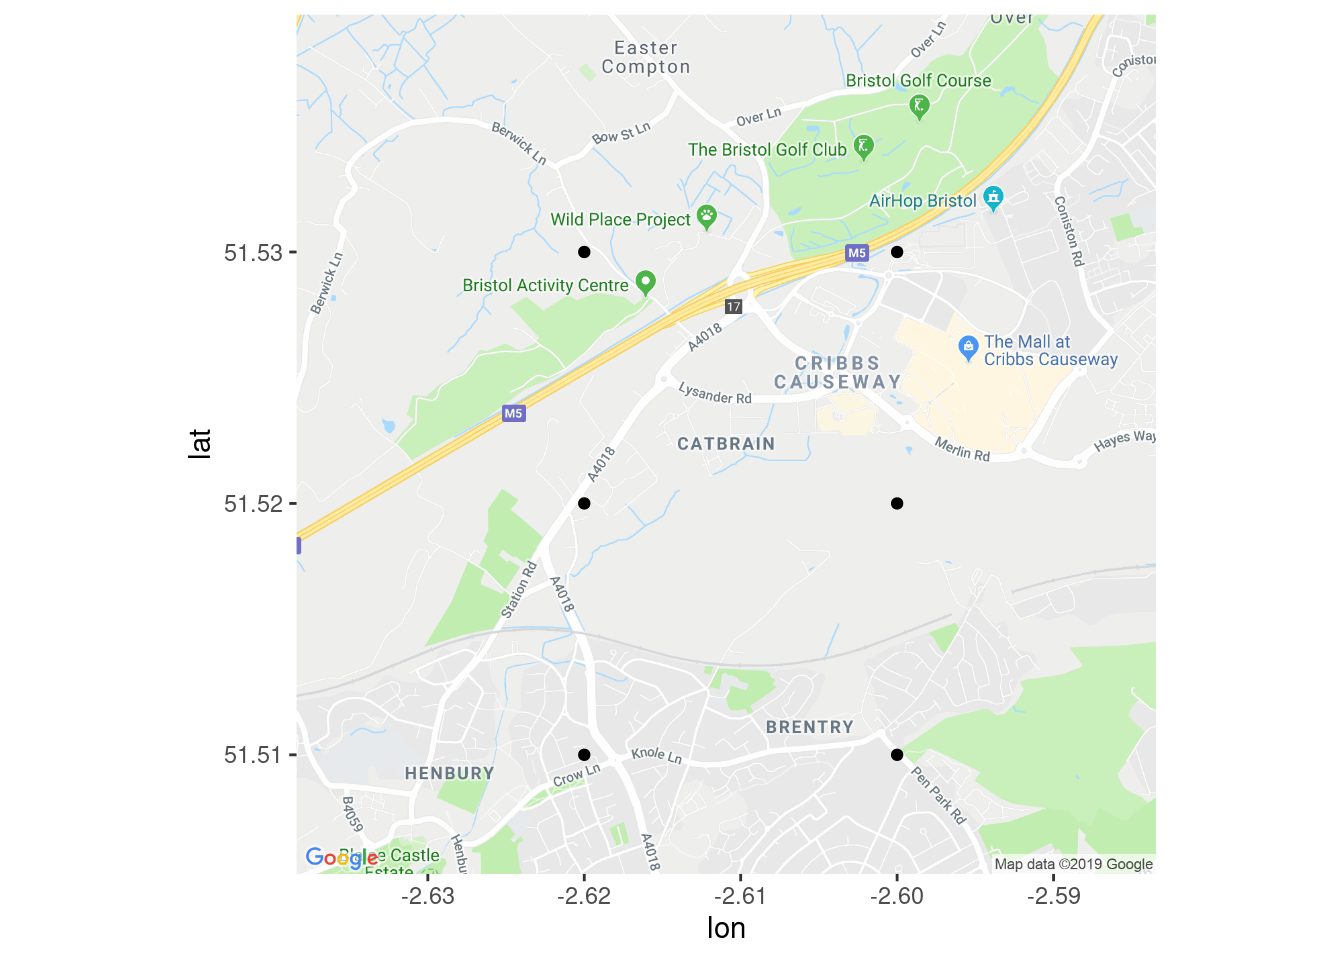 Over
Easter
Compton
Over Ln
Coniston
Bristol Golf Course
Over Ln
Berwick Ln
Bow St Ln
The Bristol Golf Club
AirHop Bristol
Wild Place Project
Coniston Rd
51.53
M5
Berwick Ln
Bristol Activity Centre
17
A4018
The Mall at
Cribbs Causeway
CRIBBS
CAUSEWAY
Lysander Rd
M5
CATBRAIN
Merlin Rd
Hayes Way
lat
A4018
51.52
Station Rd
A4018
BRENTRY
51.51
Knole Ln
HENBURY
Crow Ln
Pen Park Rd
B4059
Henbu
A4018
Google
e Castle
Estate
Map data ©2019 Google
-2.63
-2.62
-2.61
-2.60
-2.59
lon